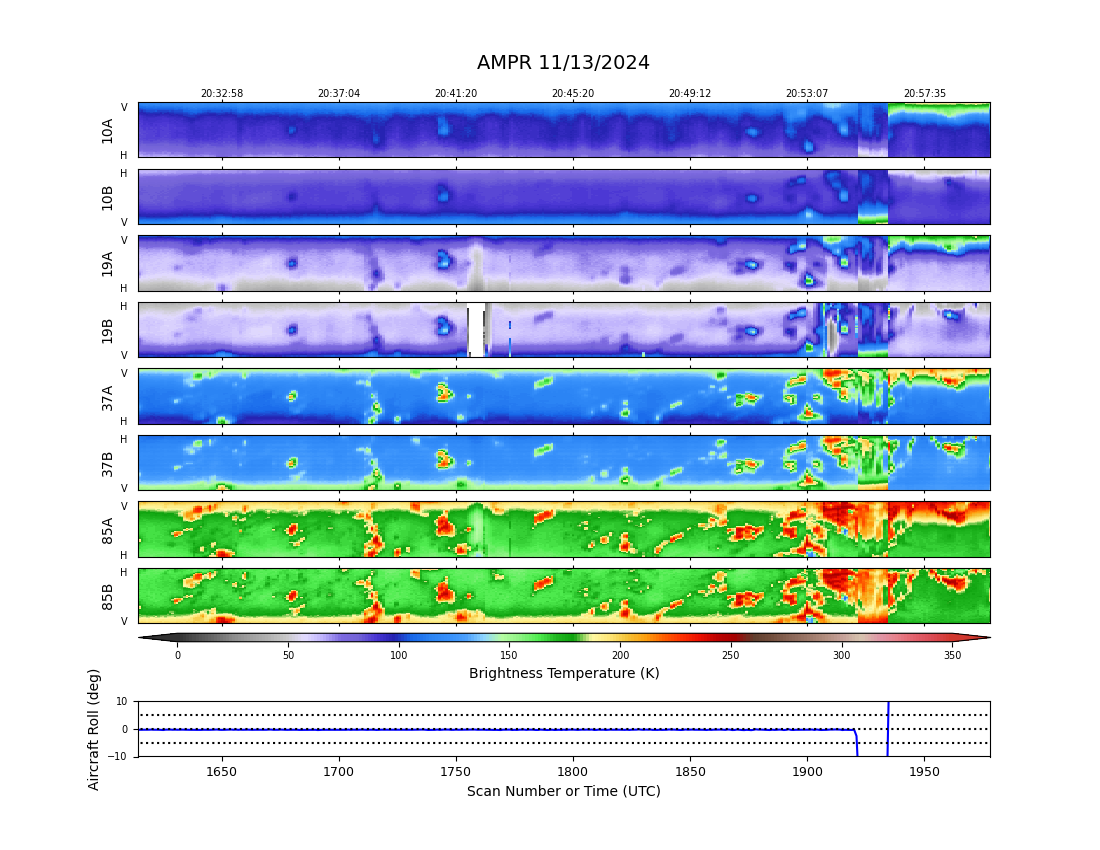 AMPR 11/13/2024
20:32:58 20:37:04 20:41:20 20:45:20 20:49:12 20:53:07 20:57:35
V
10A
H
H
10B
V
V
19A
H
H
19B
V
V
37A
H
H
37B
V
V
85A
H
H
85B
V
0 50 100 150 200 250 300 350
Brightness Temperature (K)
Aircraft Roll (deg)
10
0
−10
1650 1700 1750 1800 1850 1900 1950
Scan Number or Time (UTC)